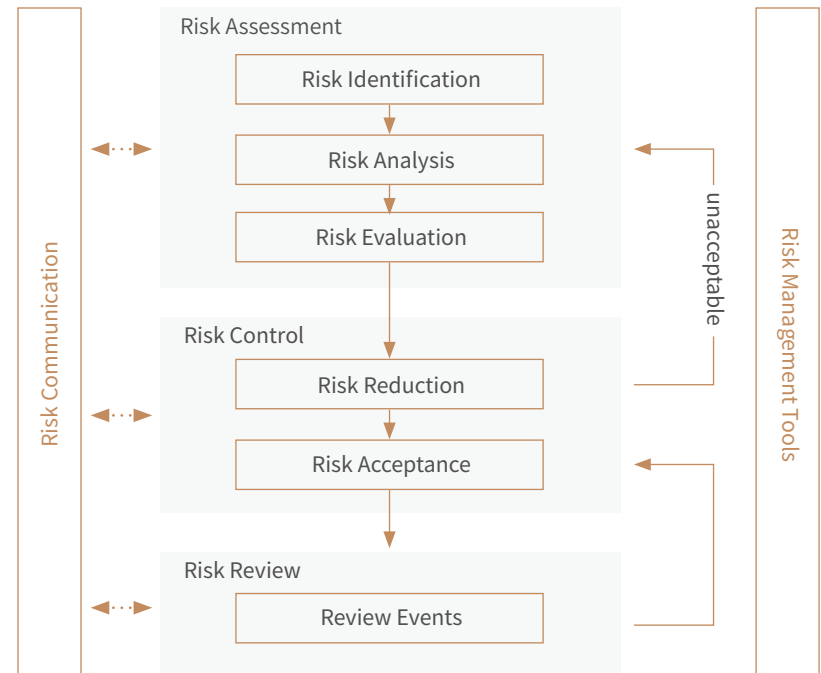 Risk Assessment
Risk Identification
Risk Analysis
Risk Evaluation
Risk Control
Risk Reduction
Risk Acceptance
Risk Review
Review Events
Risk Communication
unacceptable
Risk Management Tools